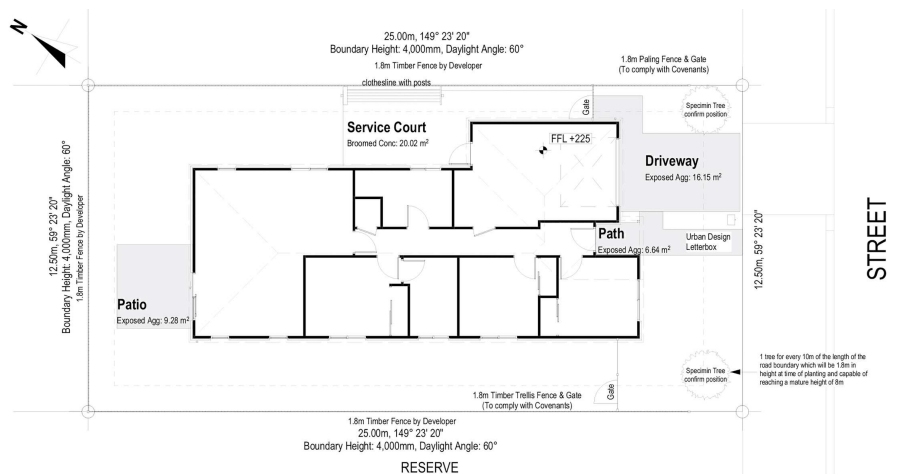 N
25.00m, 149° 23' 20"
Boundary Height: 4,000mm, Daylight Angle: 60°
1.8m Timber Fence by Developer
clothesline with posts
1.8m Paling Fence & Gate
(To comply with Covenants)
Gate
Specimin Tree
confirm position
Service Court
Broomed Conc: 20.02 m²
FFL +225
Driveway
Exposed Agg: 16.15 m²
12.50m, 59° 23' 20"
Boundary Height: 4,000mm, Daylight Angle: 60°
1.8m Timber Fence by Developer
Path
Exposed Agg: 6.64 m²
Urban Design
Letterbox
12.50m, 59° 23' 20"
STREET
Patio
Exposed Agg: 9.28 m²
Specimin Tree
confirm position
1 tree for every 10m of the length of the
road boundary which will be 1.8m in
height at time of planting and capable of
reaching a mature height of 8m
Gate
1.8m Timber Trellis Fence & Gate
(To comply with Covenants)
1.8m Timber Fence by Developer
25.00m, 149° 23' 20"
Boundary Height: 4,000mm, Daylight Angle: 60°
RESERVE